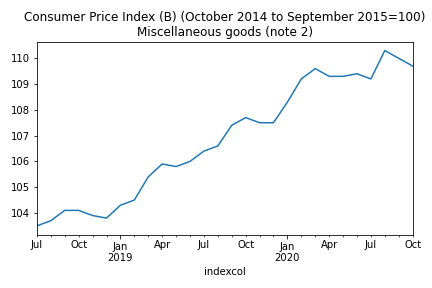 Consumer Price Index (B) (October 2014 to September 2015=100)
Miscellaneous goods (note 2)
110
109
108
107
106
105
104
Jul Oct Jan Apr Jul Oct Jan Apr Jul Oct
2019 2020
indexcol